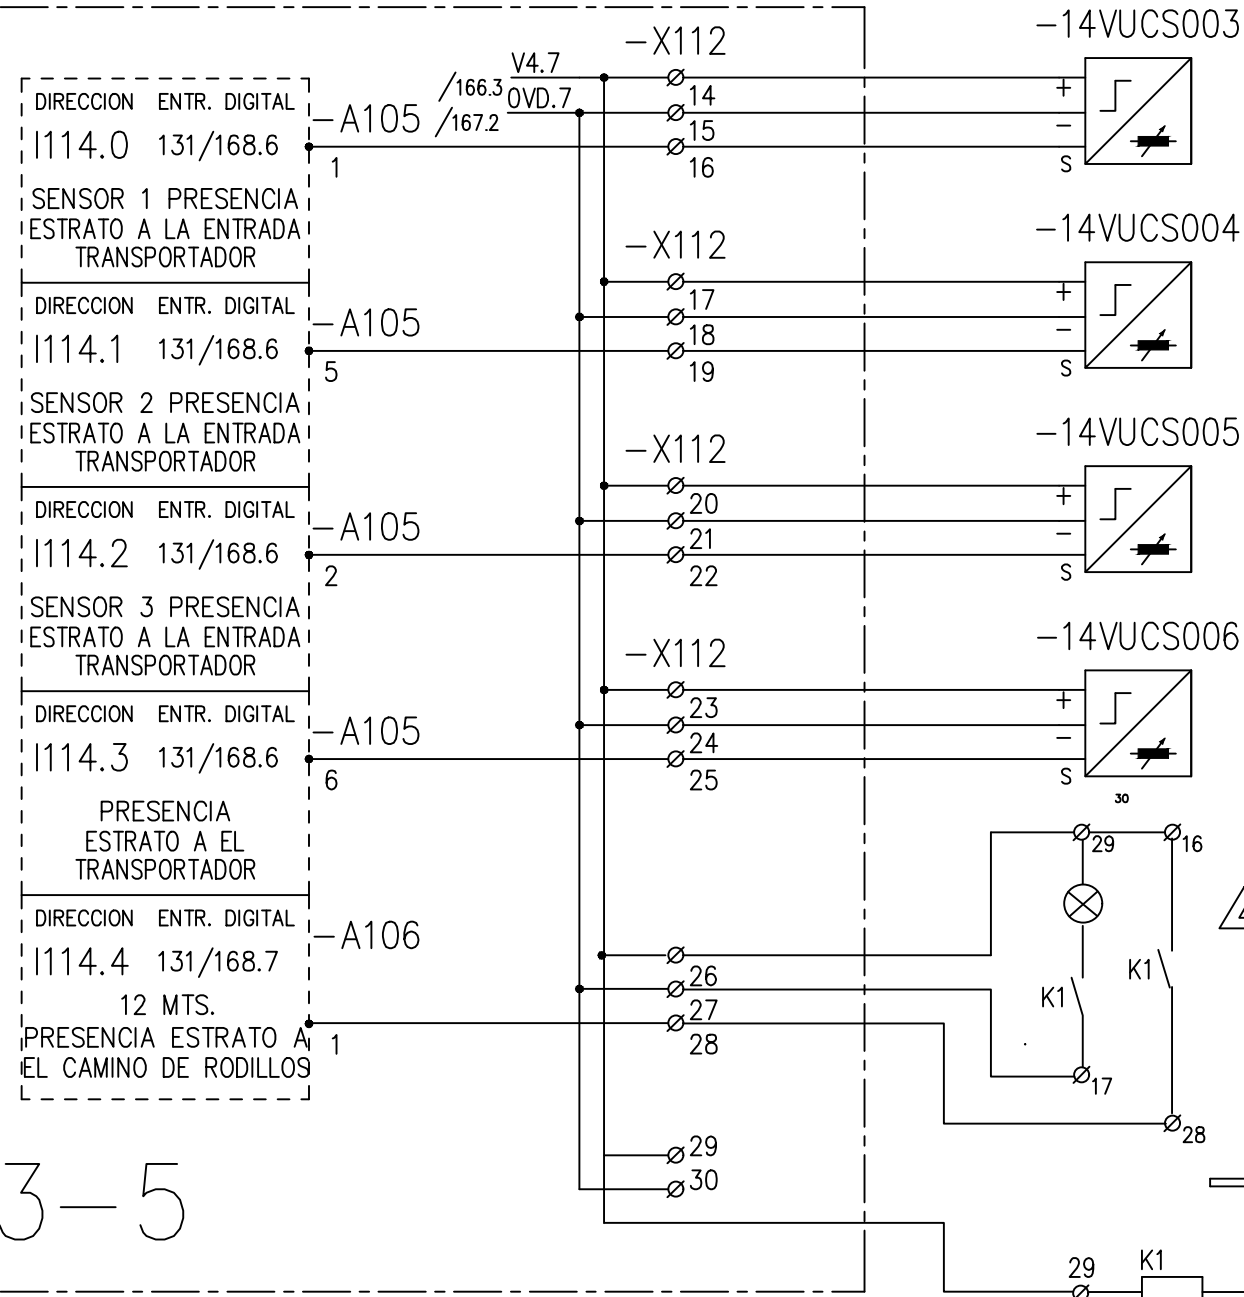 -X112
-14VUCS003
V4.7
/166.3
0VD.7
/167.2
14
15
16
+
-
S
DIRECCION ENTR. DIGITAL
I114.0 131/168.6
-A105
1
SENSOR 1 PRESENCIA
ESTRATO A LA ENTRADA
TRANSPORTADOR
-X112
-14VUCS004
17
18
19
+
-
S
DIRECCION ENTR. DIGITAL
I114.1 131/168.6
-A105
5
SENSOR 2 PRESENCIA
ESTRATO A LA ENTRADA
TRANSPORTADOR
-X112
-14VUCS005
20
21
22
+
-
S
DIRECCION ENTR. DIGITAL
I114.2 131/168.6
-A105
2
SENSOR 3 PRESENCIA
ESTRATO A LA ENTRADA
TRANSPORTADOR
-X112
-14VUCS006
23
24
25
+
-
S
DIRECCION ENTR. DIGITAL
I114.3 131/168.6
-A105
6
PRESENCIA
ESTRATO A EL
TRANSPORTADOR
30
29
16
DIRECCION ENTR. DIGITAL
I114.4 131/168.7
-A106
1
12 MTS.
PRESENCIA ESTRATO A
EL CAMINO DE RODILLOS
26
27
28
K1
K1
17
28
29
30
3-5
29
K1